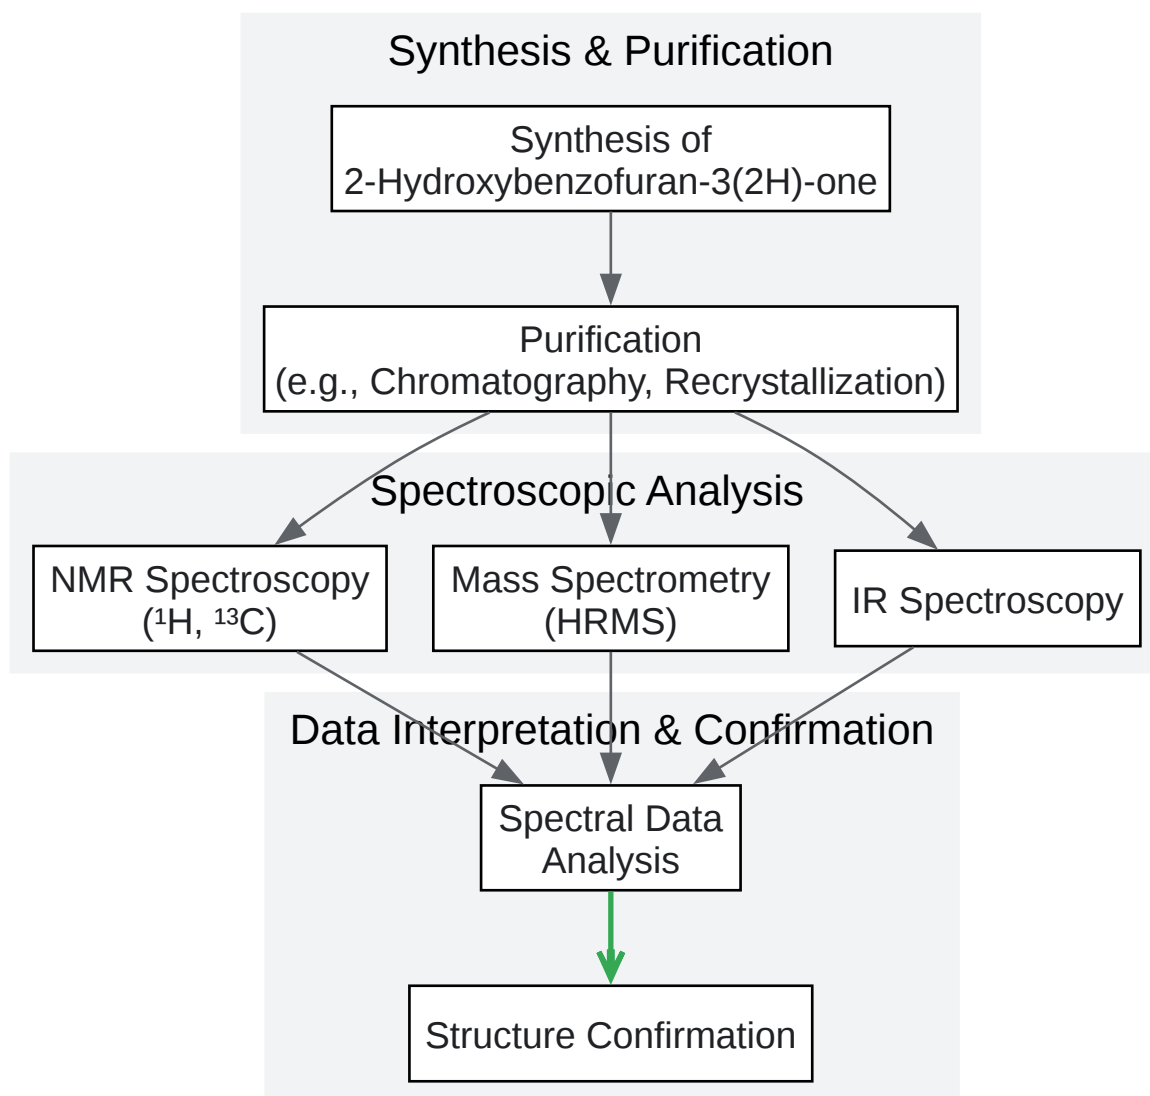 Synthesis & Purification
Synthesis of
2-Hydroxybenzofuran-3(2H)-one
Purification
(e.g., Chromatography, Recrystallization)
Spectroscopic Analysis
NMR Spectroscopy
(¹H, ¹³C)
Mass Spectrometry
(HRMS)
IR Spectroscopy
Data Interpretation & Confirmation
Spectral Data
Analysis
Structure Confirmation